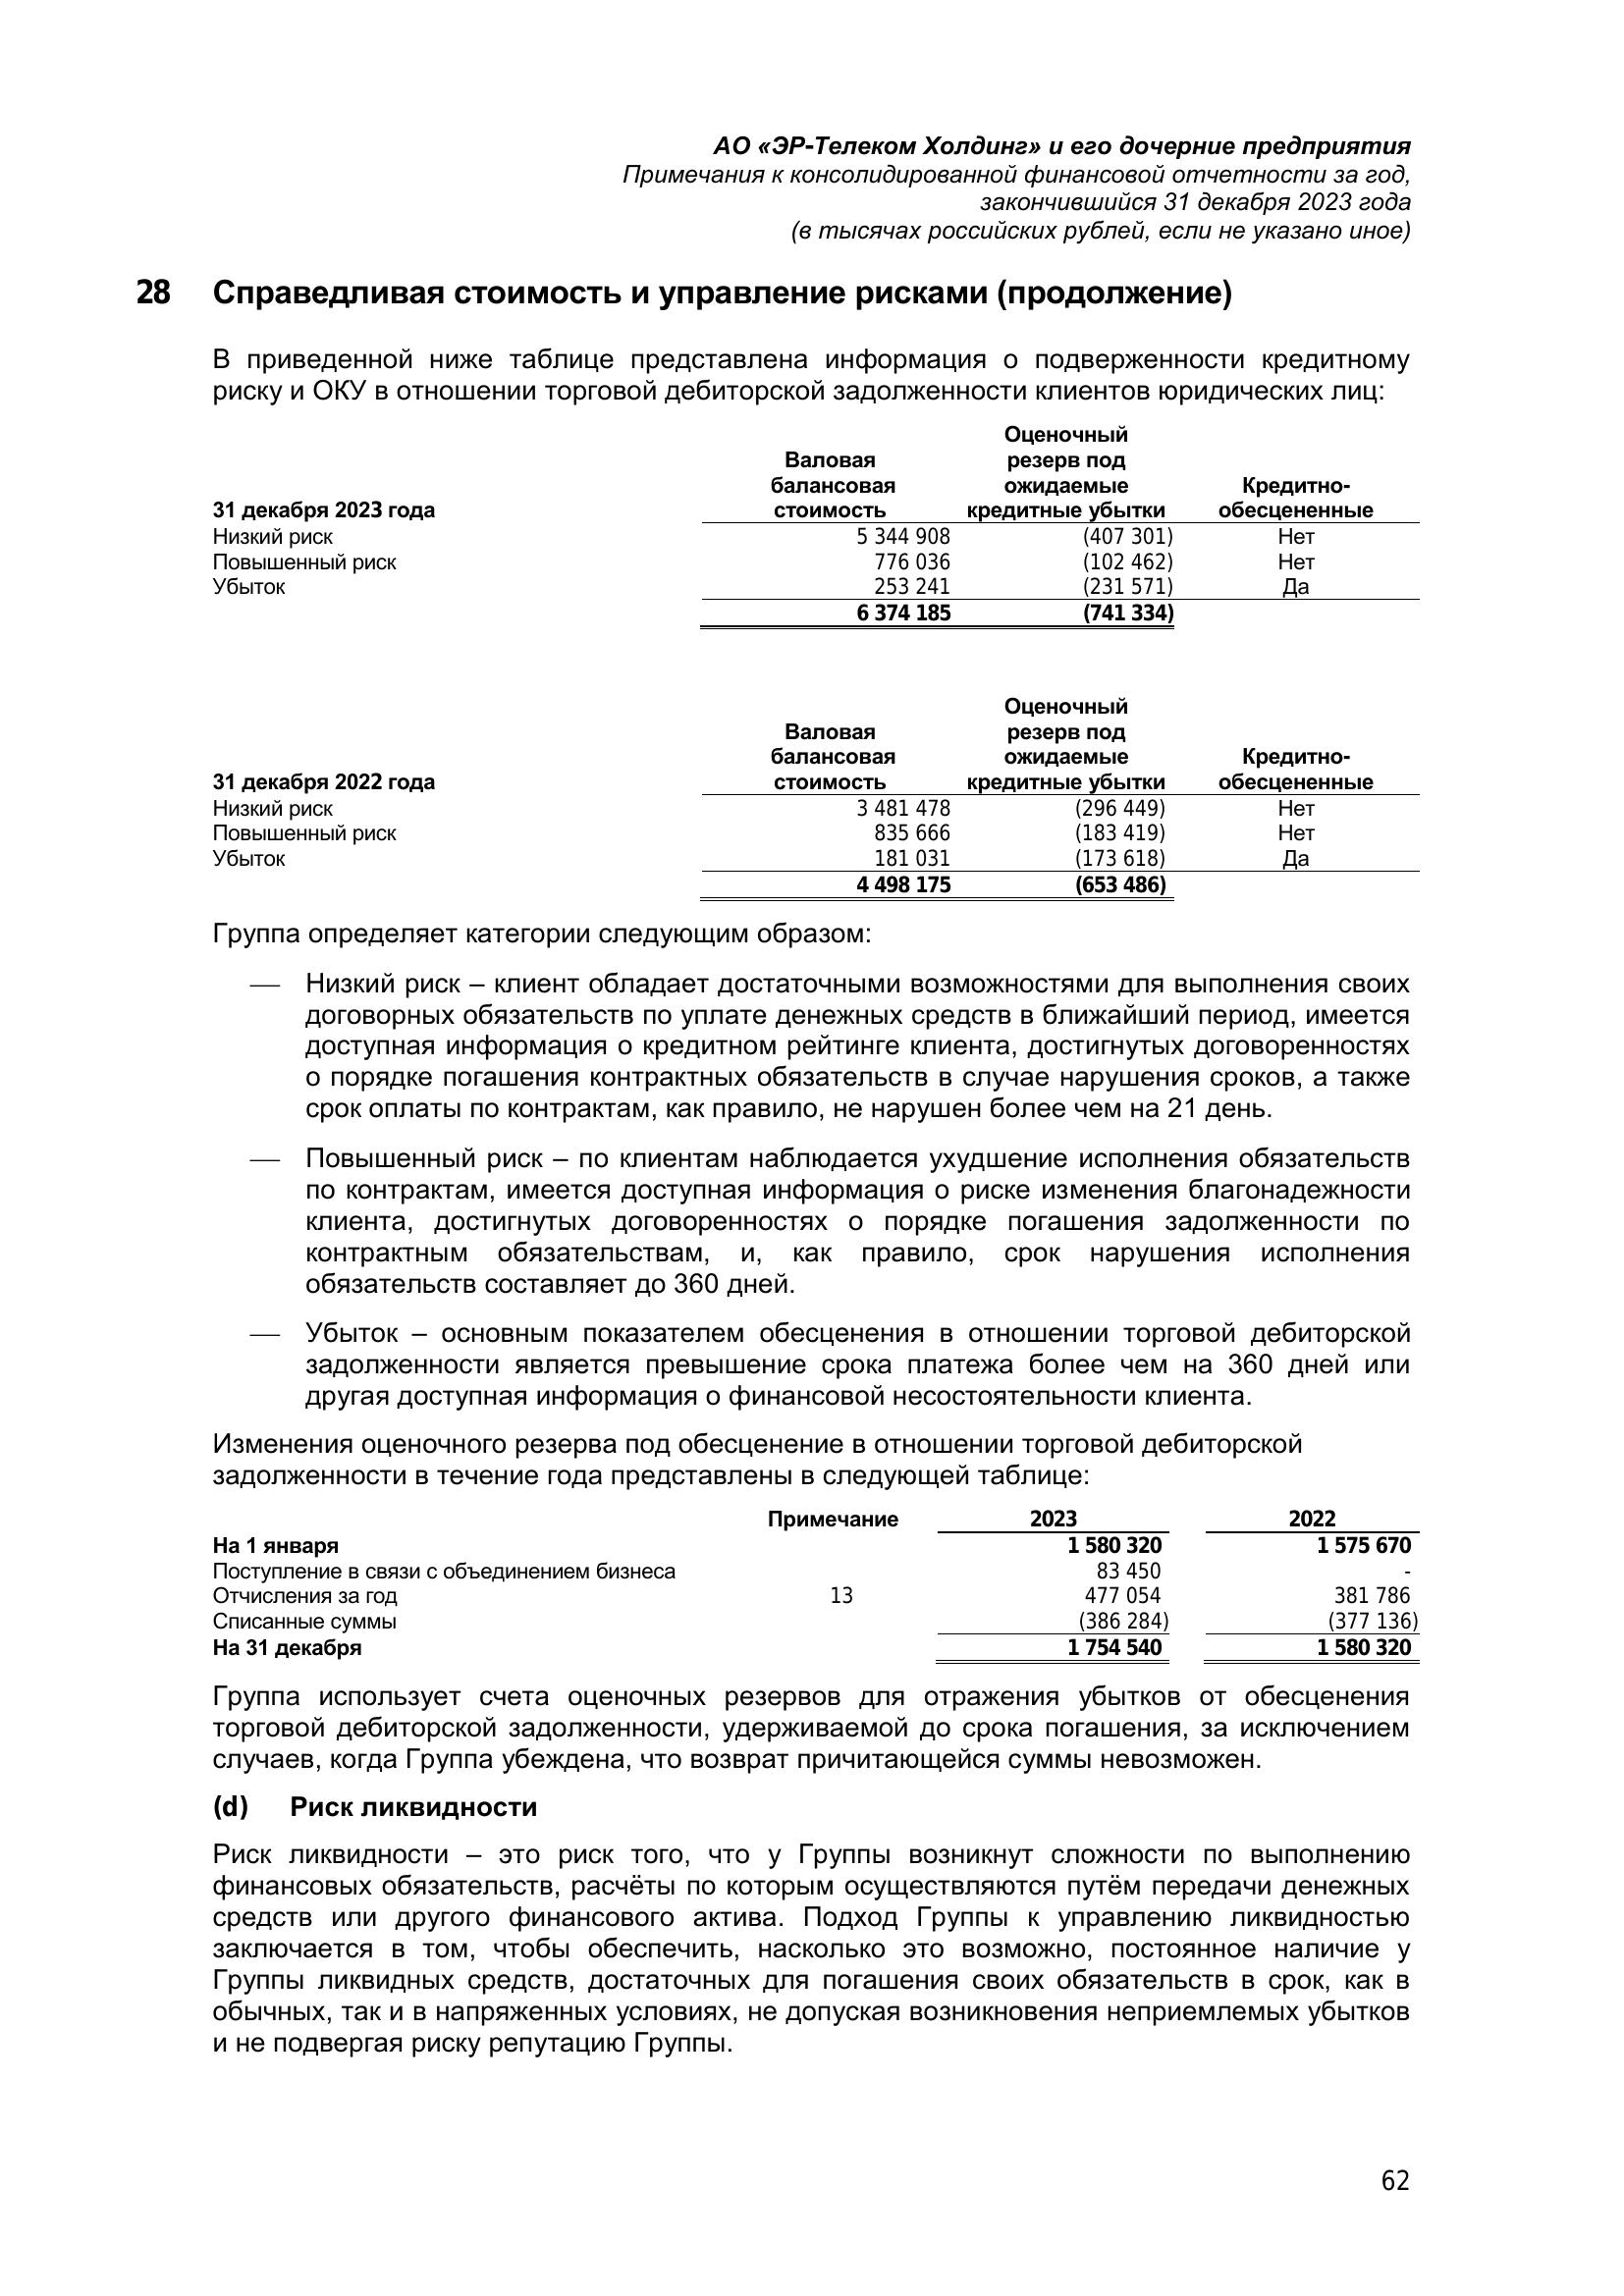 АО «ЭР-Телеком Холдинг» и его дочерние предприятия
Примечания к консолидированной финансовой отчетности за год,
закончившийся 31 декабря 2023 года
(в тысячах российских рублей, если не указано иное)
28 Справедливая стоимость и управление рисками (продолжение)
В приведенной ниже таблице представлена информация о подверженности кредитному
риску и ОКУ в отношении торговой дебиторской задолженности клиентов юридических лиц:
Оценочный
Валовая резерв под
балансовая ожидаемые Кредитно-
31 декабря 2023 года стоимость кредитные убытки обесцененные
Низкий риск 5 344 908 (407 301) Нет
Повышенный риск 776 036 (102 462) Нет
Убыток 253 241 (231 571) Да
6 374 185 (741 334)
Оценочный
Валовая резерв под
балансовая ожидаемые Кредитно-
31 декабря 2022 года стоимость кредитные убытки обесцененные
Низкий риск 3 481 478 (296 449) Нет
Повышенный риск 835 666 (183 419) Нет
Убыток 181 031 (173 618) Да
4 498 175 (653 486)
Группа определяет категории следующим образом:
— Низкий риск – клиент обладает достаточными возможностями для выполнения своих
договорных обязательств по уплате денежных средств в ближайший период, имеется
доступная информация о кредитном рейтинге клиента, достигнутых договоренностях
о порядке погашения контрактных обязательств в случае нарушения сроков, а также
срок оплаты по контрактам, как правило, не нарушен более чем на 21 день.
— Повышенный риск – по клиентам наблюдается ухудшение исполнения обязательств
по контрактам, имеется доступная информация о риске изменения благонадежности
клиента, достигнутых договоренностях о порядке погашения задолженности по
контрактным обязательствам, и, как правило, срок нарушения исполнения
обязательств составляет до 360 дней.
— Убыток – основным показателем обесценения в отношении торговой дебиторской
задолженности является превышение срока платежа более чем на 360 дней или
другая доступная информация о финансовой несостоятельности клиента.
Изменения оценочного резерва под обесценение в отношении торговой дебиторской
задолженности в течение года представлены в следующей таблице:
Примечание 2023 2022
На 1 января 1 580 320 1 575 670
Поступление в связи с объединением бизнеса 83 450 -
Отчисления за год 13 477 054 381 786
Списанные суммы (386 284) (377 136)
На 31 декабря 1 754 540 1 580 320
Группа использует счета оценочных резервов для отражения убытков от обесценения
торговой дебиторской задолженности, удерживаемой до срока погашения, за исключением
случаев, когда Группа убеждена, что возврат причитающейся суммы невозможен.
(d) Риск ликвидности
Риск ликвидности – это риск того, что у Группы возникнут сложности по выполнению
финансовых обязательств, расчёты по которым осуществляются путём передачи денежных
средств или другого финансового актива. Подход Группы к управлению ликвидностью
заключается в том, чтобы обеспечить, насколько это возможно, постоянное наличие у
Группы ликвидных средств, достаточных для погашения своих обязательств в срок, как в
обычных, так и в напряженных условиях, не допуская возникновения неприемлемых убытков
и не подвергая риску репутацию Группы.
62